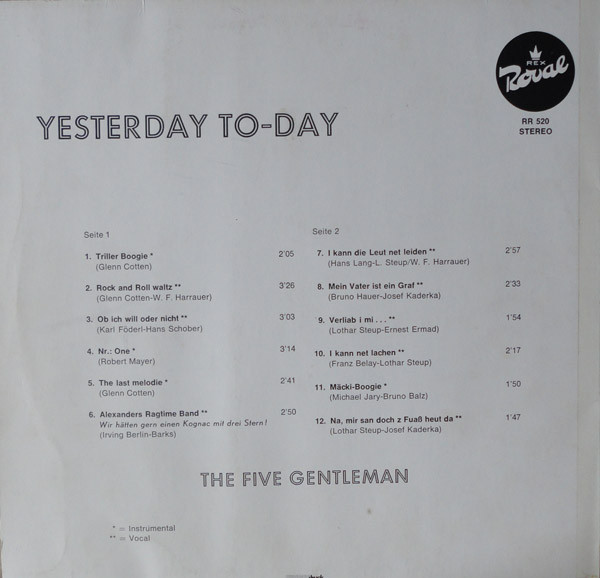 REX
Royal
RR 520
STEREO
YESTERDAY TO-DAY
Seite 1
1. Triller Boogie * 2'05
(Glenn Cotten)
2. Rock and Roll waltz ** 3'26
(Glenn Cotten-W. F. Harrauer)
3. Ob ich will oder nicht ** 3'03
(Karl Föderl-Hans Schober)
4. Nr.: One * 3'14
(Robert Mayer)
5. The last melodie * 2'41
(Glenn Cotten)
6. Alexanders Ragtime Band ** 2'50
Wir hätten gern einen Kognac mit drei Stern!
(Irving Berlin-Barks)
Seite 2
7. I kann die Leut net leiden ** 2'57
(Hans Lang-L. Steup/W. F. Harrauer)
8. Mein Vater ist ein Graf ** 2'33
(Bruno Hauer-Josef Kaderka)
9. Verliab i mi . . . ** 1'54
(Lothar Steup-Ernest Ermad)
10. I kann net lachen ** 2'17
(Franz Belay-Lothar Steup)
11. Mäcki-Boogie * 1'50
(Michael Jary-Bruno Balz)
12. Na, mir san doch z Fuaß heut da ** 1'47
(Lothar Steup-Josef Kaderka)
THE FIVE GENTLEMAN
* = Instrumental
** = Vocal